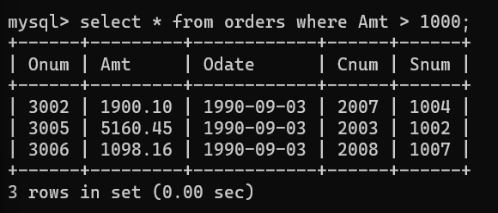 mysql> select * from orders where Amt > 1000;
+------+---------+------------+------+------+
| Onum | Amt     | Odate      | Cnum | Snum |
+------+---------+------------+------+------+
| 3002 | 1900.10 | 1990-09-03 | 2007 | 1004 |
| 3005 | 5160.45 | 1990-09-03 | 2003 | 1002 |
| 3006 | 1098.16 | 1990-09-03 | 2008 | 1007 |
+------+---------+------------+------+------+
3 rows in set (0.00 sec)